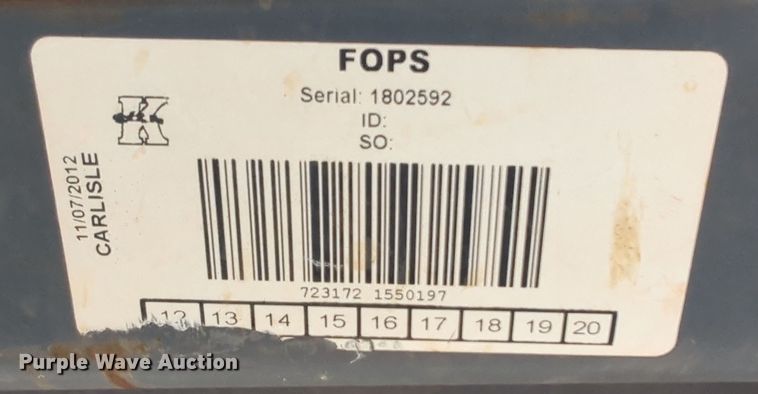 FOPS
Serial: 1802592
ID:
SO:
K
11/07/2012
CARLISLE
723172 1550197
12 13 14 15 16 17 18 19 20
Purple Wave Auction